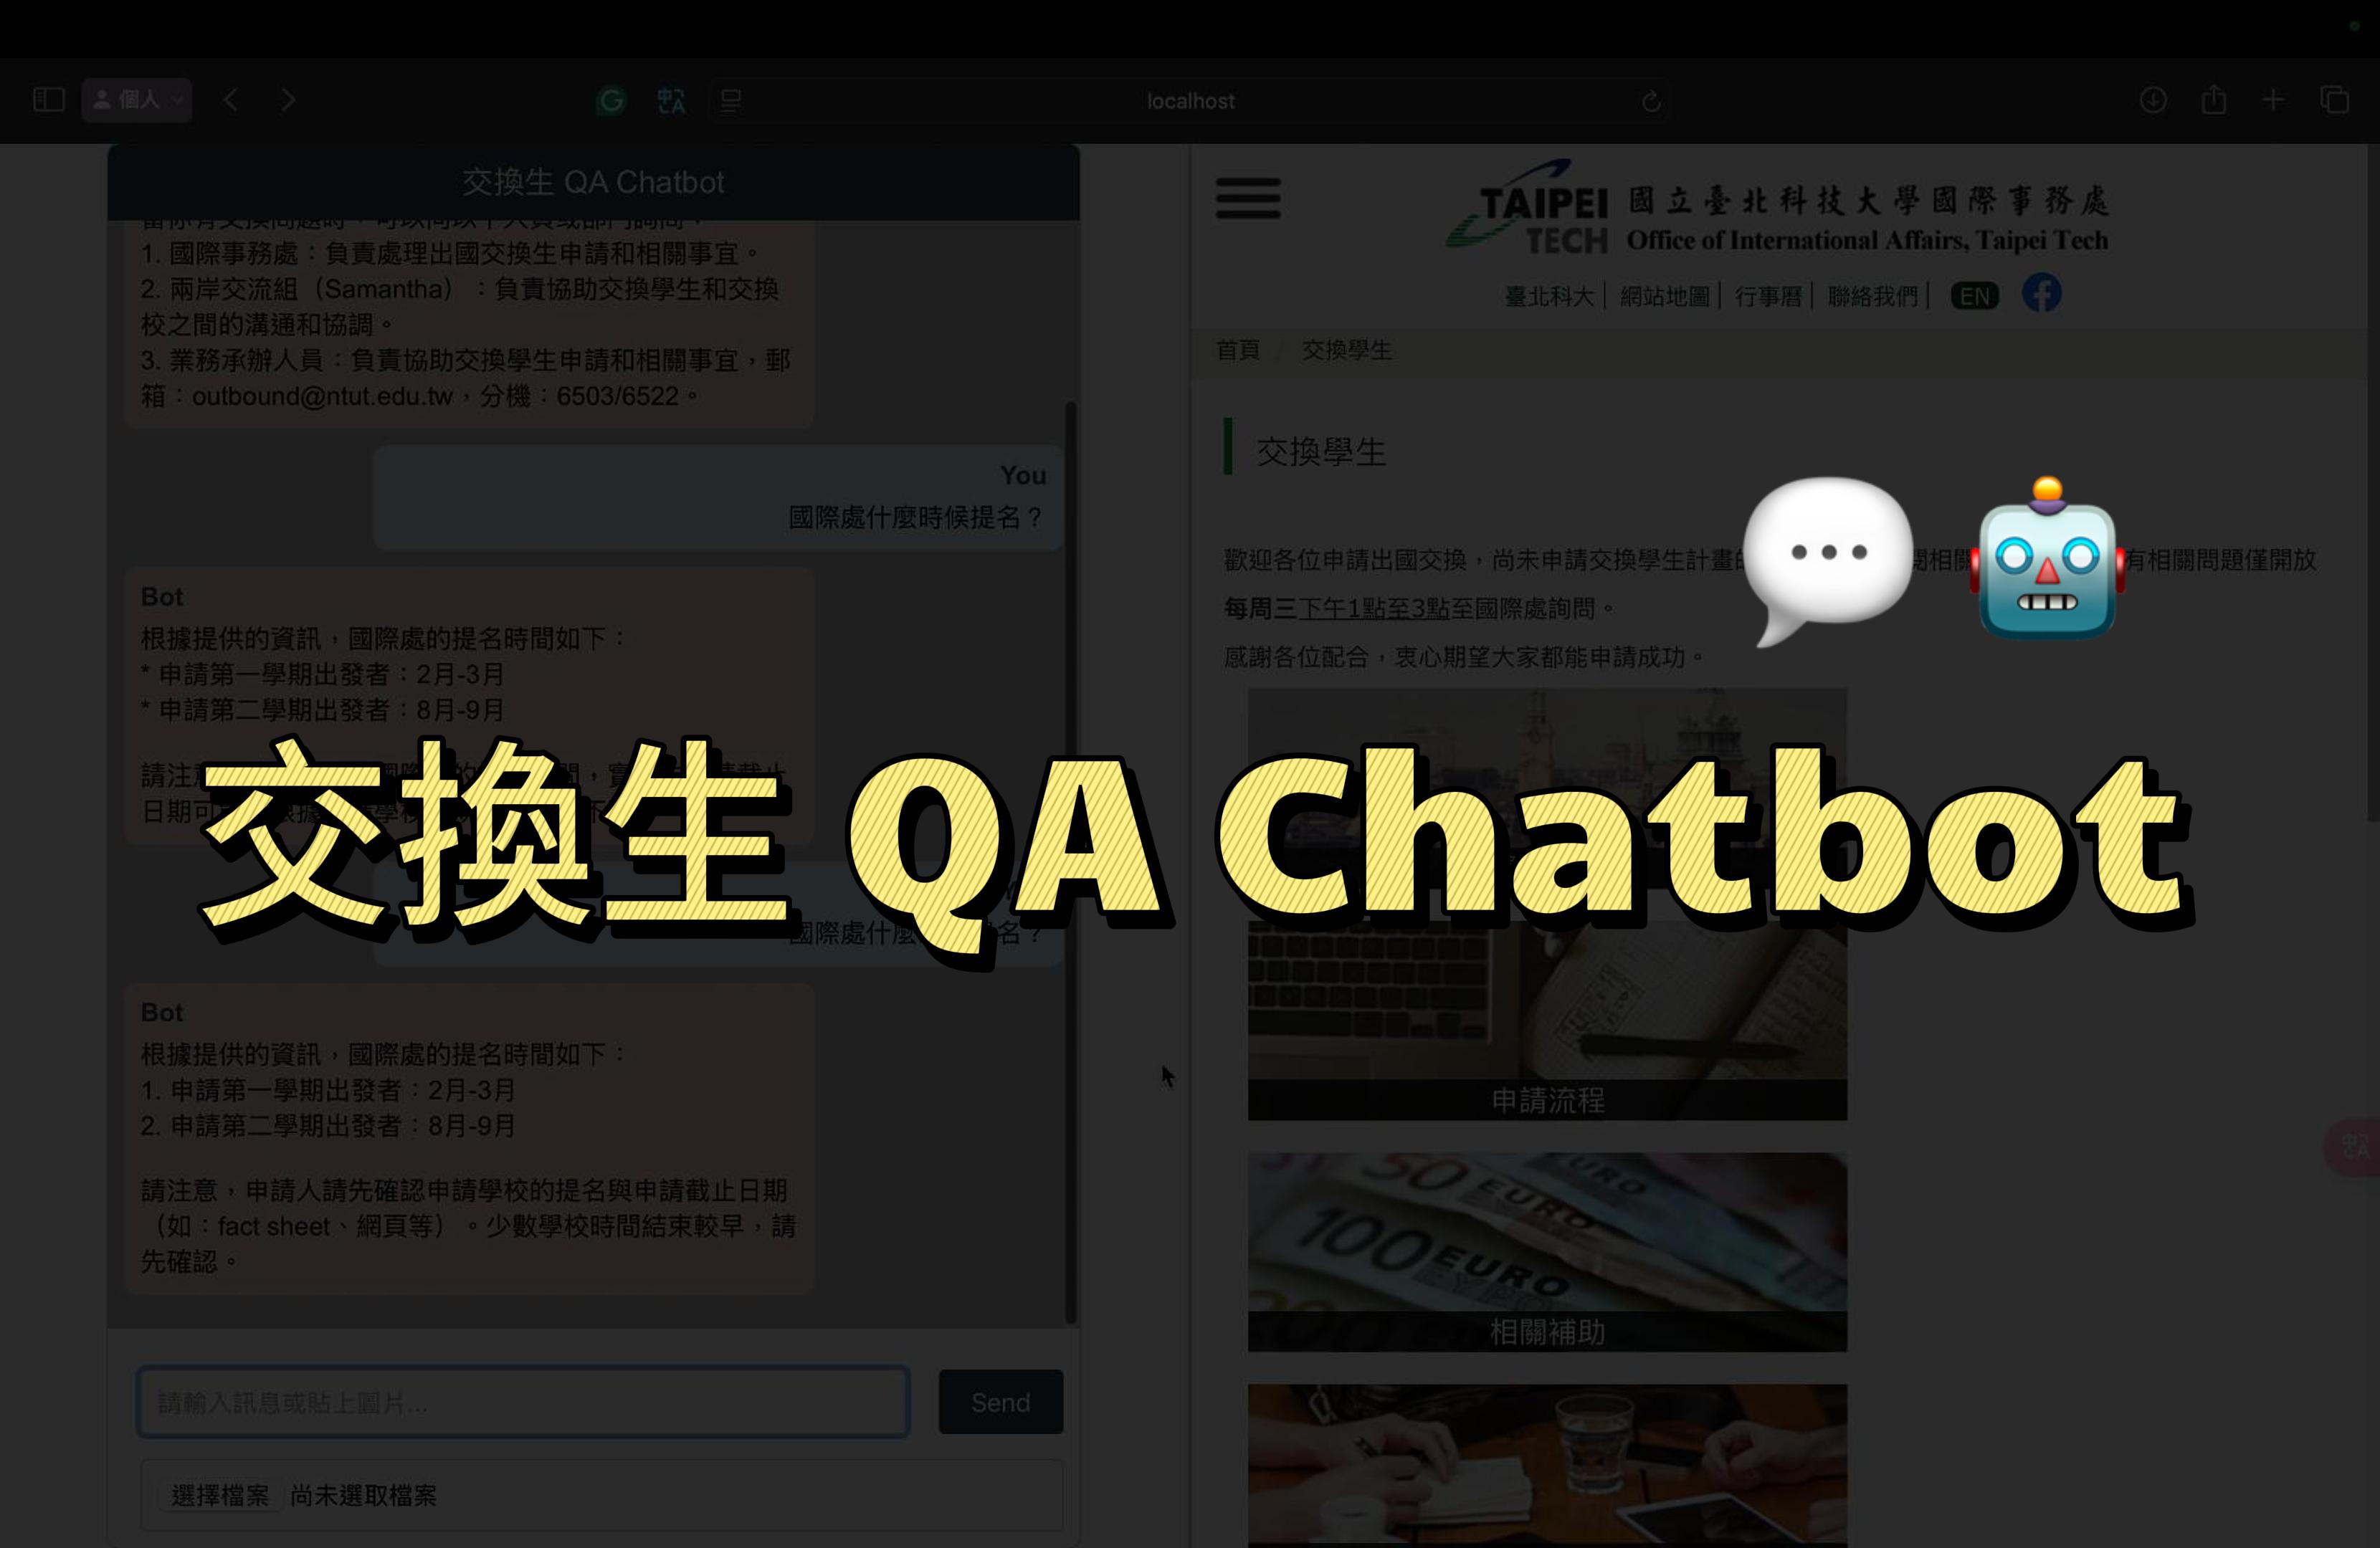 個人
localhost
交換生 QA Chatbot
1. 國際事務處：負責處理出國交換生申請和相關事宜。
2. 兩岸交流組（Samantha）：負責協助交換學生和交換
校之間的溝通和協調。
3. 業務承辦人員：負責協助交換學生申請和相關事宜，郵
箱：outbound@ntut.edu.tw，分機：6503/6522。
You
國際處什麼時候提名？
Bot
根據提供的資訊，國際處的提名時間如下：
* 申請第一學期出發者：2月-3月
* 申請第二學期出發者：8月-9月
請注
日期可
交換生 QA Chatbot
國際處什麼 名？
Bot
根據提供的資訊，國際處的提名時間如下：
1. 申請第一學期出發者：2月-3月
2. 申請第二學期出發者：8月-9月
請注意，申請人請先確認申請學校的提名與申請截止日期
（如：fact sheet、網頁等）。少數學校時間結束較早，請
先確認。
請輸入訊息或貼上圖片...
Send
選擇檔案 尚未選取檔案
TAIPEI
TECH
國立臺北科技大學國際事務處
Office of International Affairs, Taipei Tech
臺北科大 | 網站地圖 | 行事曆 | 聯絡我們 | EN
首頁 / 交換學生
交換學生
歡迎各位申請出國交換，尚未申請交換學生計畫 有相關問題僅開放
每周三下午1點至3點至國際處詢問。
感謝各位配合，衷心期望大家都能申請成功。
申請流程
50 EURO EURO
100 EURO
200
相關補助